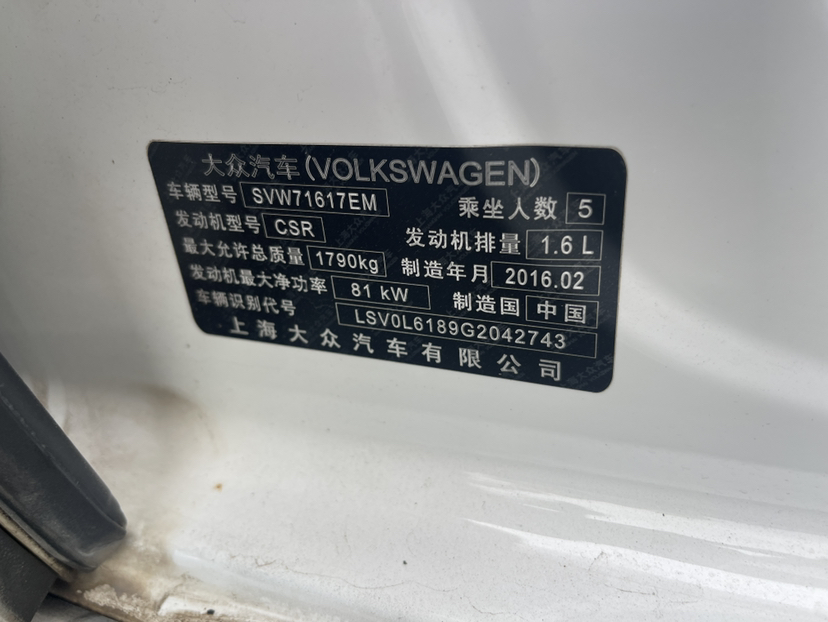 大众汽车(VOLKSWAGEN)
车辆型号 SVW71617EM 乘坐人数 5
发动机型号 CSR 发动机排量 1.6 L
最大允许总质量 1790kg 制造年月 2016.02
发动机最大净功率 81 kW 制造国 中国
车辆识别代号 LSV0L6189G2042743
上海大众汽车有限公司